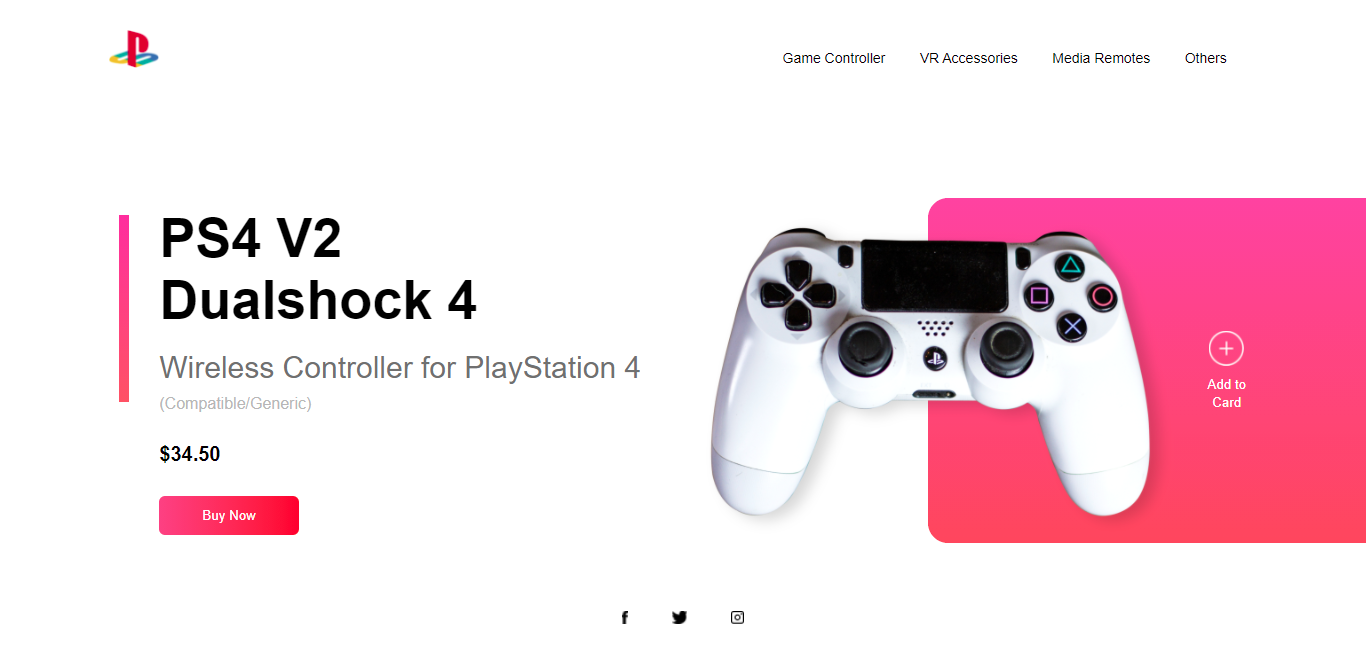 Game Controller
VR Accessories
Media Remotes
Others
PS4 V2
Dualshock 4
Wireless Controller for PlayStation 4
(Compatible/Generic)
$34.50
Buy Now
Add to
Card